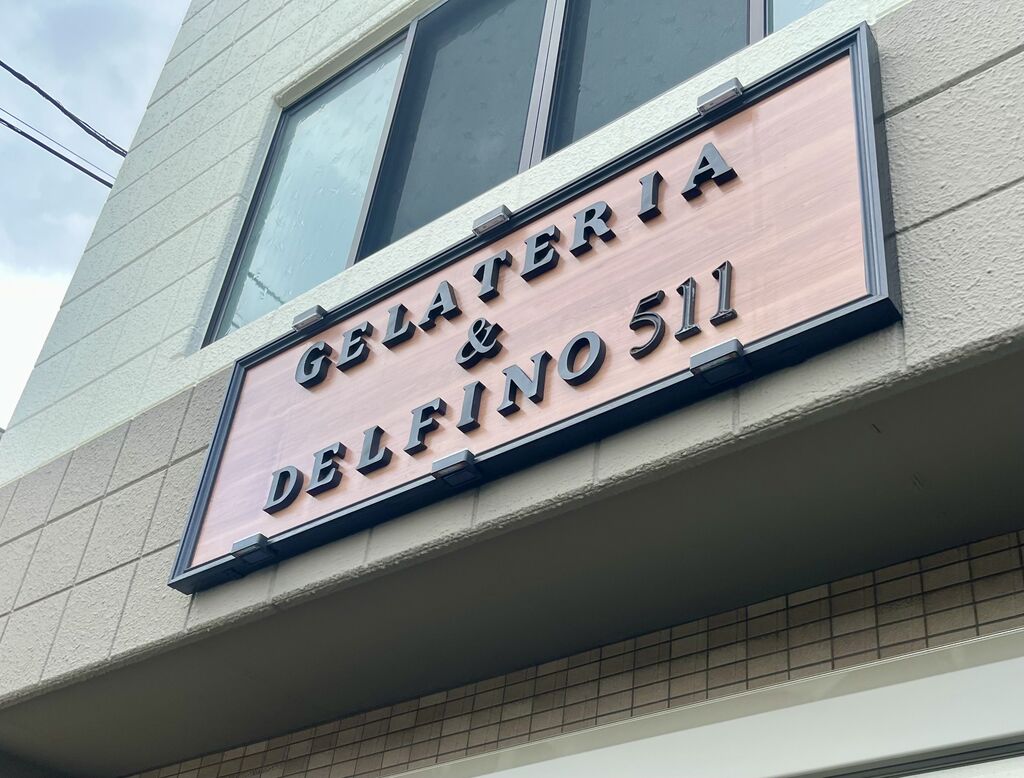 GELATERIA
&
DELFINO 511